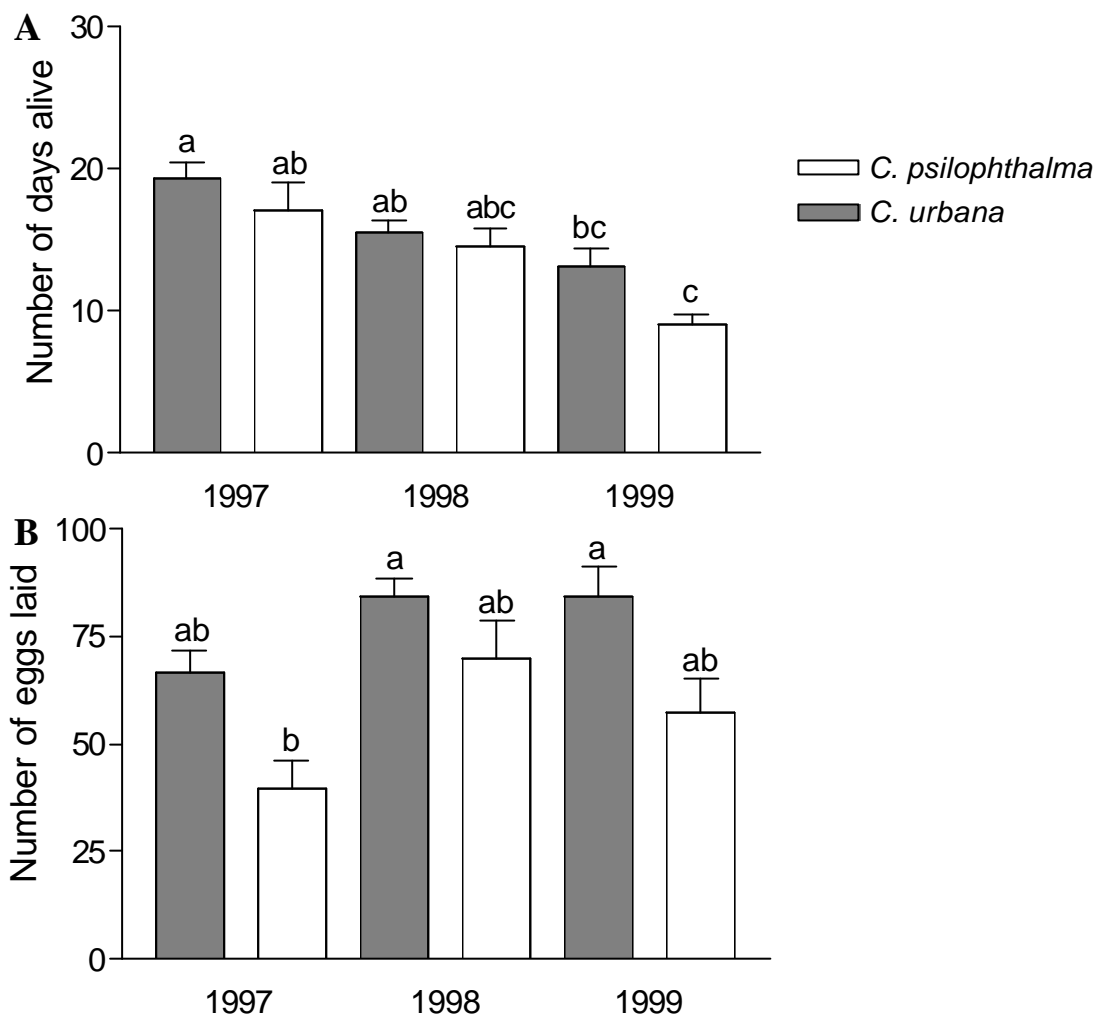 A
Number of days alive
30
20
10
0
a
ab
ab
abc
bc
c
1997
1998
1999
C. psilophthalma
C. urbana
B
Number of eggs laid
100
75
50
25
0
ab
b
a
ab
a
ab
1997
1998
1999